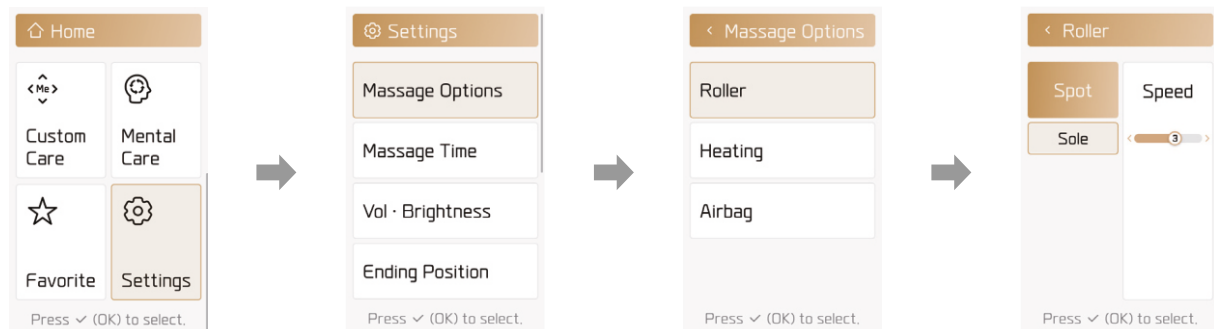 Home
Me
Custom
Care
Mental
Care
Favorite
Settings
Press ✓ (OK) to select.
Settings
Massage Options
Massage Time
Vol · Brightness
Ending Position
Press ✓ (OK) to select.
< Massage Options
Roller
Heating
Airbag
Press ✓ (OK) to select.
< Roller
Spot
Speed
Sole
3
Press ✓ (OK) to select.